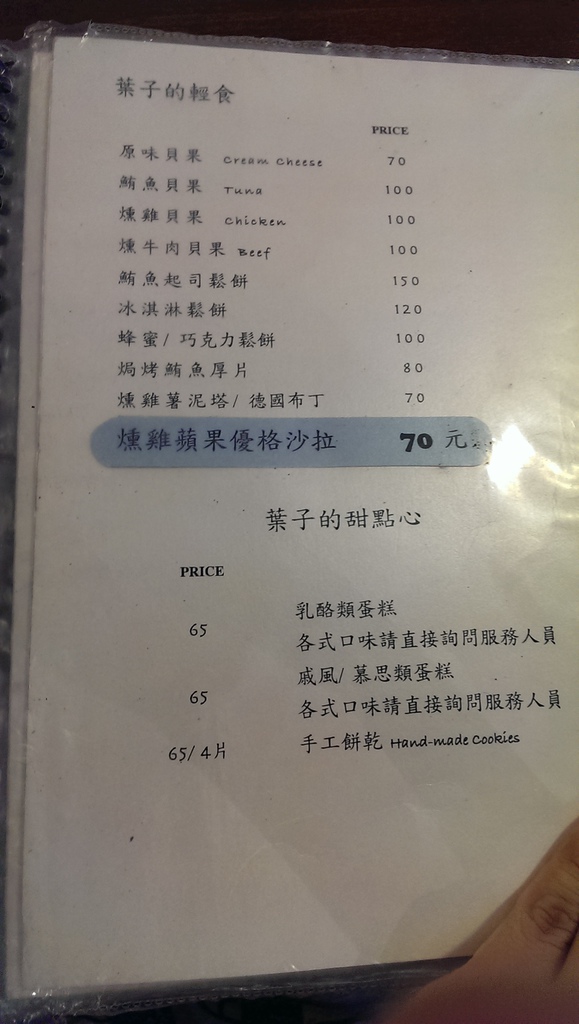 葉子的輕食
PRICE
原味貝果 Cream Cheese 70
鮪魚貝果 Tuna 100
燻雞貝果 Chicken 100
燻牛肉貝果 Beef 100
鮪魚起司鬆餅 150
冰淇淋鬆餅 120
蜂蜜/ 巧克力鬆餅 100
焗烤鮪魚厚片 80
燻雞薯泥塔/ 德國布丁 70
燻雞蘋果優格沙拉 70 元
葉子的甜點心
PRICE
乳酪類蛋糕
65 各式口味請直接詢問服務人員
戚風/ 慕思類蛋糕
65 各式口味請直接詢問服務人員
65/ 4片 手工餅乾 Hand-made Cookies